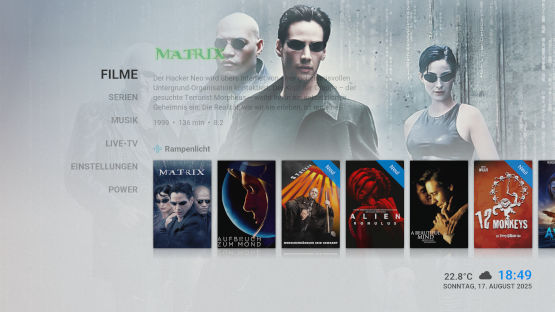 MATRIX
FILME
Der Hacker Neo wird übers Internet von einer geheimnisvollen
Untergrund-Organisation kontaktiert. Der Kopf der Gruppe – der
gesuchte Terrorist Morpheus – weiht ihn in ein entsetzliches
Geheimnis ein: Die Realität, wie wir sie erleben, ist
SERIEN
MUSIK
1999 • 136 min • 8.2
LIVE-TV
Rampenlicht
EINSTELLUNGEN
POWER
MATRIX
AUFBRUCH
ZUM MOND
Neu!
Neu!
ALIEN
ROMULUS
A BEAUTIFUL
MIND
Neu!
12 MONKEYS
22.8°C 18:49
SONNTAG, 17. AUGUST 2025